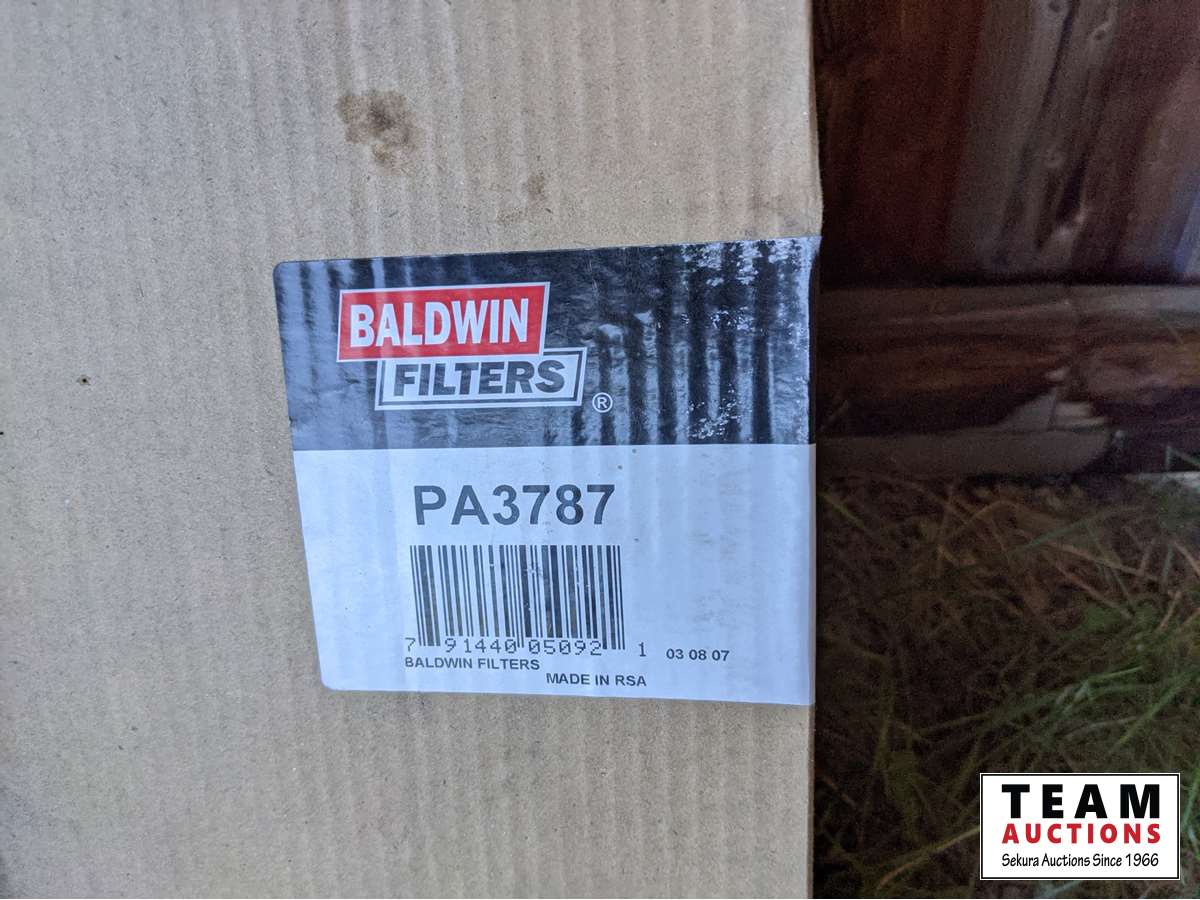 BALDWIN
FILTERS
®
PA3787
7 91440 05092 1 03 08 07
BALDWIN FILTERS
MADE IN RSA
TEAM
AUCTIONS
Sekura Auctions Since 1966